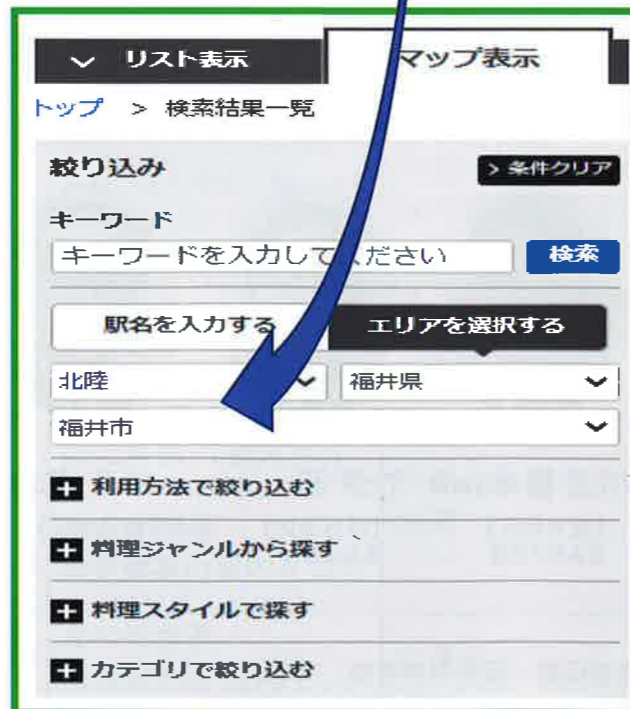 リスト表示 マップ表示
トップ > 検索結果一覧
絞り込み > 条件クリア
キーワード
キーワードを入力してください 検索
駅名を入力する エリアを選択する
北陸 福井県
福井市
利用方法で絞り込む
料理ジャンルから探す
料理スタイルで探す
カテゴリで絞り込む